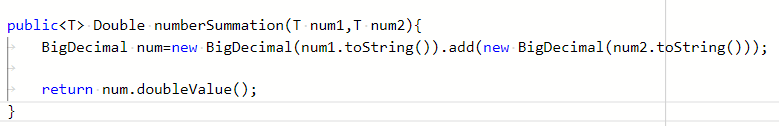 public<T> Double numberSummation(T num1,T num2){
BigDecimal num=new BigDecimal(num1.toString()).add(new BigDecimal(num2.toString()));
return num.doubleValue();
}